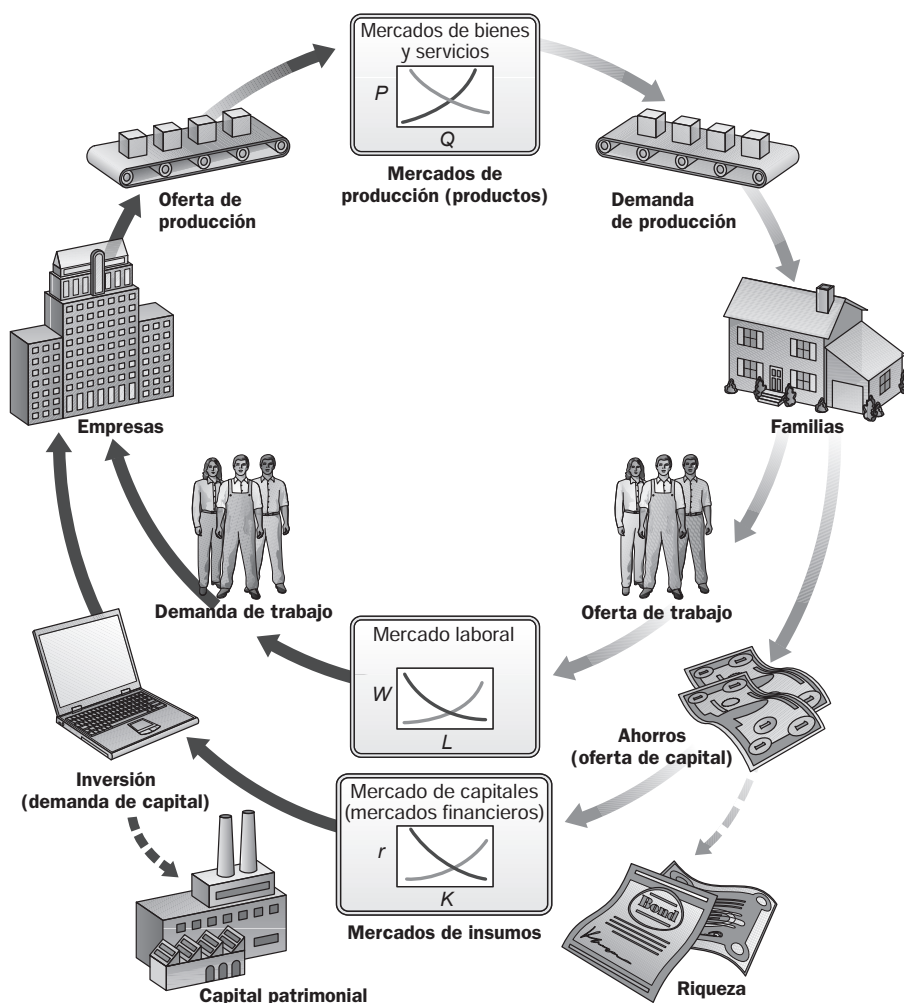 Mercados de bienes
y servicios
P
Q
Mercados de
producción (productos)
Oferta de
producción
Demanda
de producción
Empresas
Familias
Demanda de trabajo
Oferta de trabajo
Mercado laboral
W
L
Inversión
(demanda de capital)
Ahorros
(oferta de capital)
Mercado de capitales
(mercados financieros)
r
K
Mercados de insumos
Capital patrimonial
Bond
Riqueza